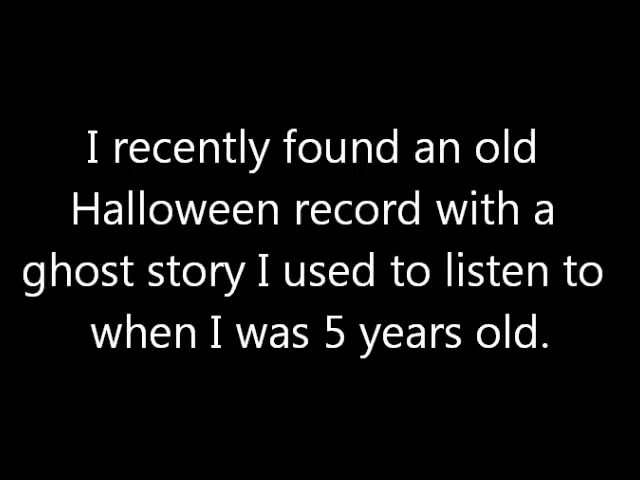 I recently found an old
Halloween record with a
ghost story I used to listen to
when I was 5 years old.